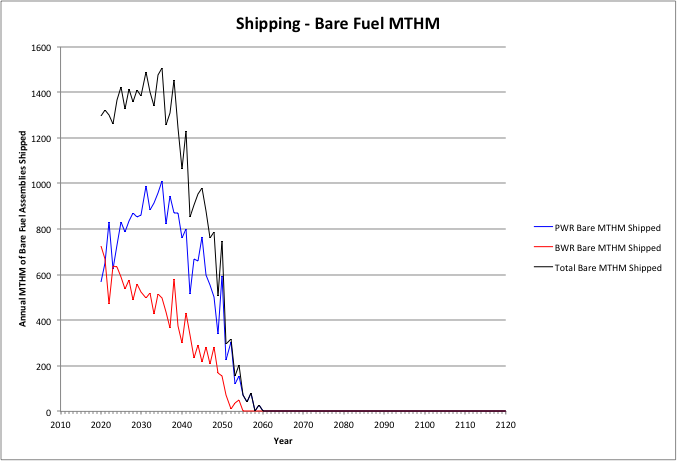 Shipping - Bare Fuel MTHM
Annual MTHM of Bare Fuel Assemblies Shipped
1600
1400
1200
1000
800
600
400
200
0
2010 2020 2030 2040 2050 2060 2070 2080 2090 2100 2110 2120
Year
PWR Bare MTHM Shipped
BWR Bare MTHM Shipped
Total Bare MTHM Shipped